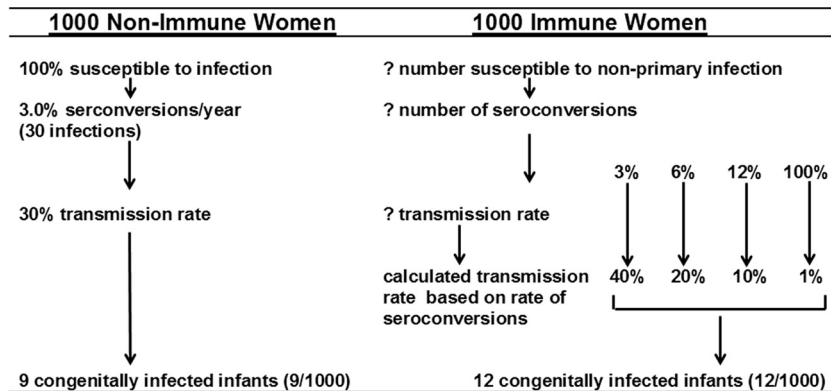 1000 Non-Immune Women
1000 Immune Women
100% susceptible to infection
3.0% serconversions/year
(30 infections)
30% transmission rate
9 congenitally infected infants (9/1000)
? number susceptible to non-primary infection
? number of seroconversions
3% 6% 12% 100%
? transmission rate
calculated transmission
rate based on rate of
seroconversions
40% 20% 10% 1%
12 congenitally infected infants (12/1000)